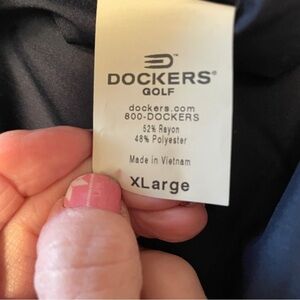 DOCKERS®
GOLF
dockers.com
800-DOCKERS
52% Rayon
48% Polyester
Made in Vietnam
XLarge